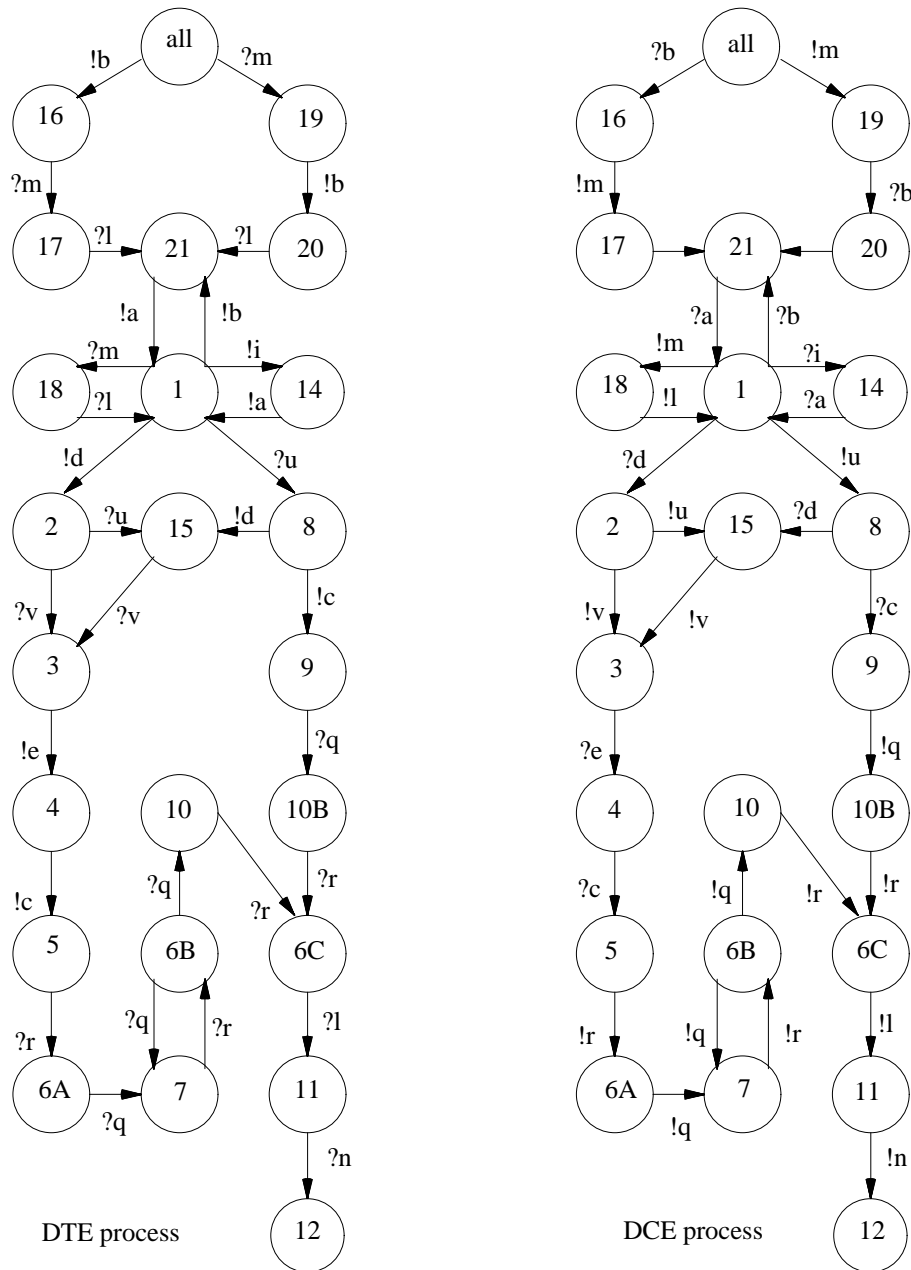 all all
!b ?m ?b !m
16 19 16 19
?m !b !m ?b
17 ?l 21 ?l 20 17 21 20
!a !b ?a ?b
?m !i !m ?i
18 1 14 18 1 14
?l !a !l ?a
!d ?u ?d !u
2 ?u 15 !d 8 2 !u 15 ?d 8
?v ?v !c !v !v ?c
3 9 3 9
!e ?q ?e !q
4 10 10B 4 10 10B
!c ?q ?r ?r ?c !q !r !r
5 6B 6C 5 6B 6C
?r ?q ?r ?l !r !q !r !l
6A ?q 7 11 6A !q 7 11
?n !n
DTE process 12 DCE process 12